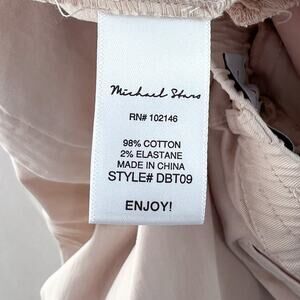 Michael Stars
RN# 102146
98% COTTON
2% ELASTANE
MADE IN CHINA
STYLE# DBT09
ENJOY!